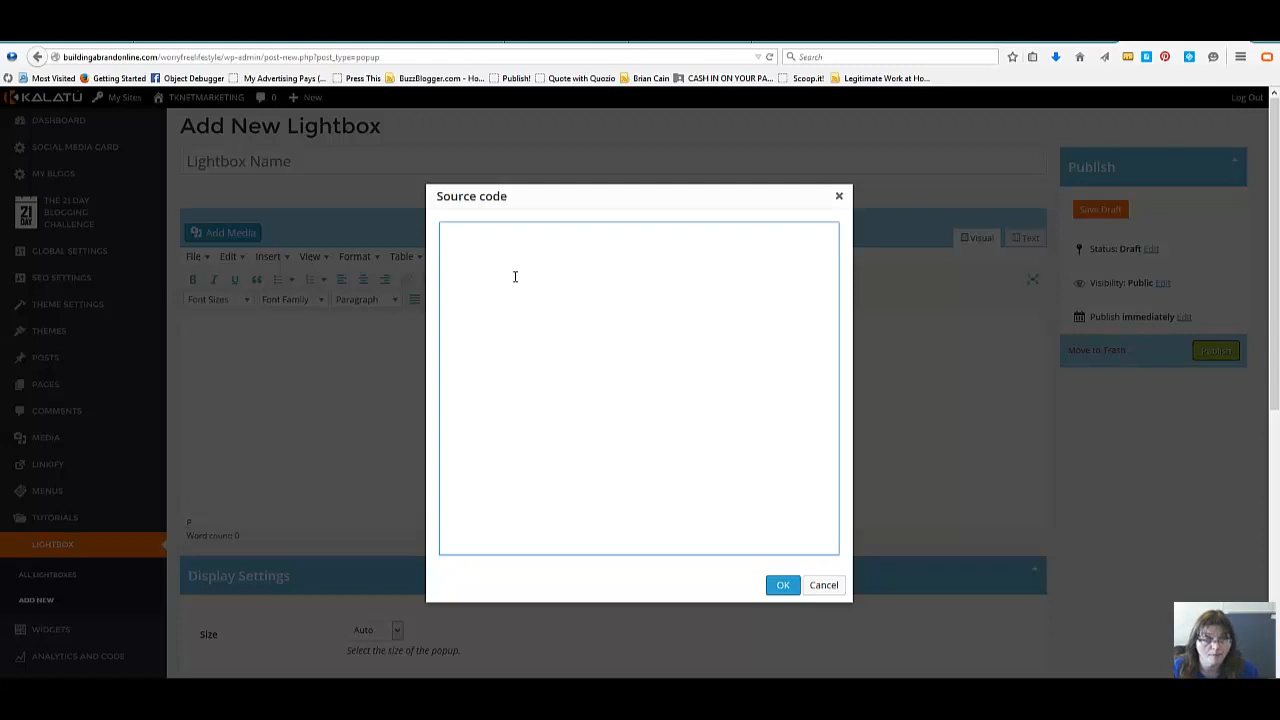 buildingabrandonline.com/worryfreelifestyle/wp-admin/post-new.php?post_type=popup
Search
Most Visited Getting Started Object Debugger My Advertising Pays (... Press This BuzzBlogger.com - Ho... Publish! Quote with Quozio Brian Cain CASH IN ON YOUR PA... Scoop.it! Legitimate Work at Ho...
KALATU My Sites TKNETMARKETING 0 New Log Out
DASHBOARD
SOCIAL MEDIA CARD
MY BLOGS
21 DAY
THE 21 DAY
BLOGGING
CHALLENGE
GLOBAL SETTINGS
SEO SETTINGS
THEME SETTINGS
THEMES
POSTS
PAGES
COMMENTS
MEDIA
LINKIFY
MENUS
TUTORIALS
LIGHTBOX
ALL LIGHTBOXES
ADD NEW
WIDGETS
ANALYTICS AND CODE
Add New Lightbox
Lightbox Name
Add Media
Visual Text
File Edit Insert View Format Table
B I U
Font Sizes Font Family Paragraph
P
Word count: 0
Display Settings
Size Auto
Select the size of the popup.
Source code
×
OK Cancel
Publish
Save Draft
Status: Draft Edit
Visibility: Public Edit
Publish immediately Edit
Move to Trash Publish